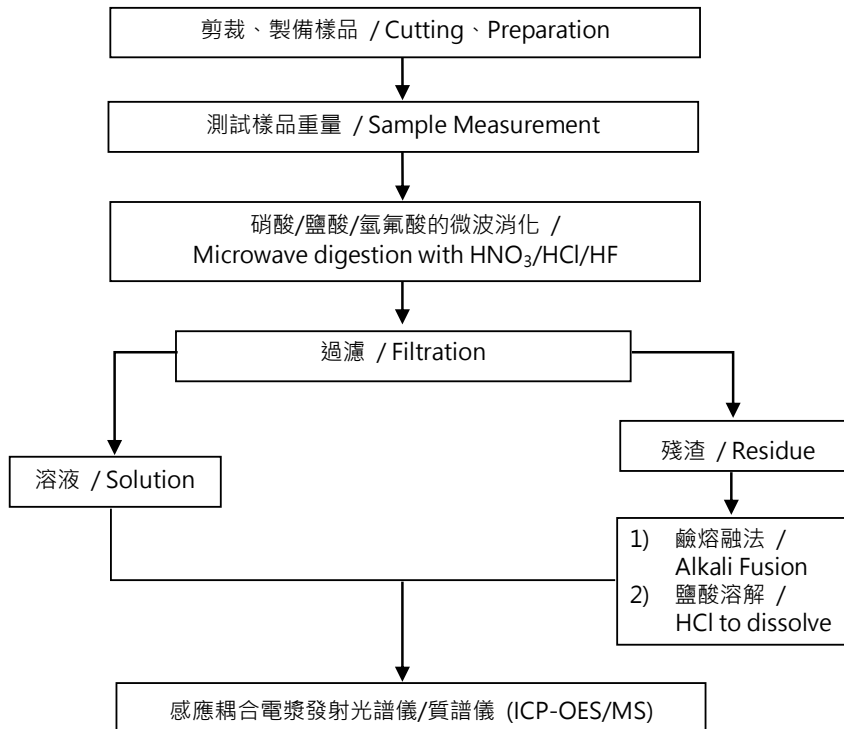 剪裁、製備樣品 / Cutting、Preparation
測試樣品重量 / Sample Measurement
硝酸/鹽酸/氫氟酸的微波消化 /
Microwave digestion with HNO₃/HCl/HF
過濾 / Filtration
溶液 / Solution
殘渣 / Residue
1) 鹼熔融法 /
Alkali Fusion
2) 鹽酸溶解 /
HCl to dissolve
感應耦合電漿發射光譜儀/質譜儀 (ICP-OES/MS)